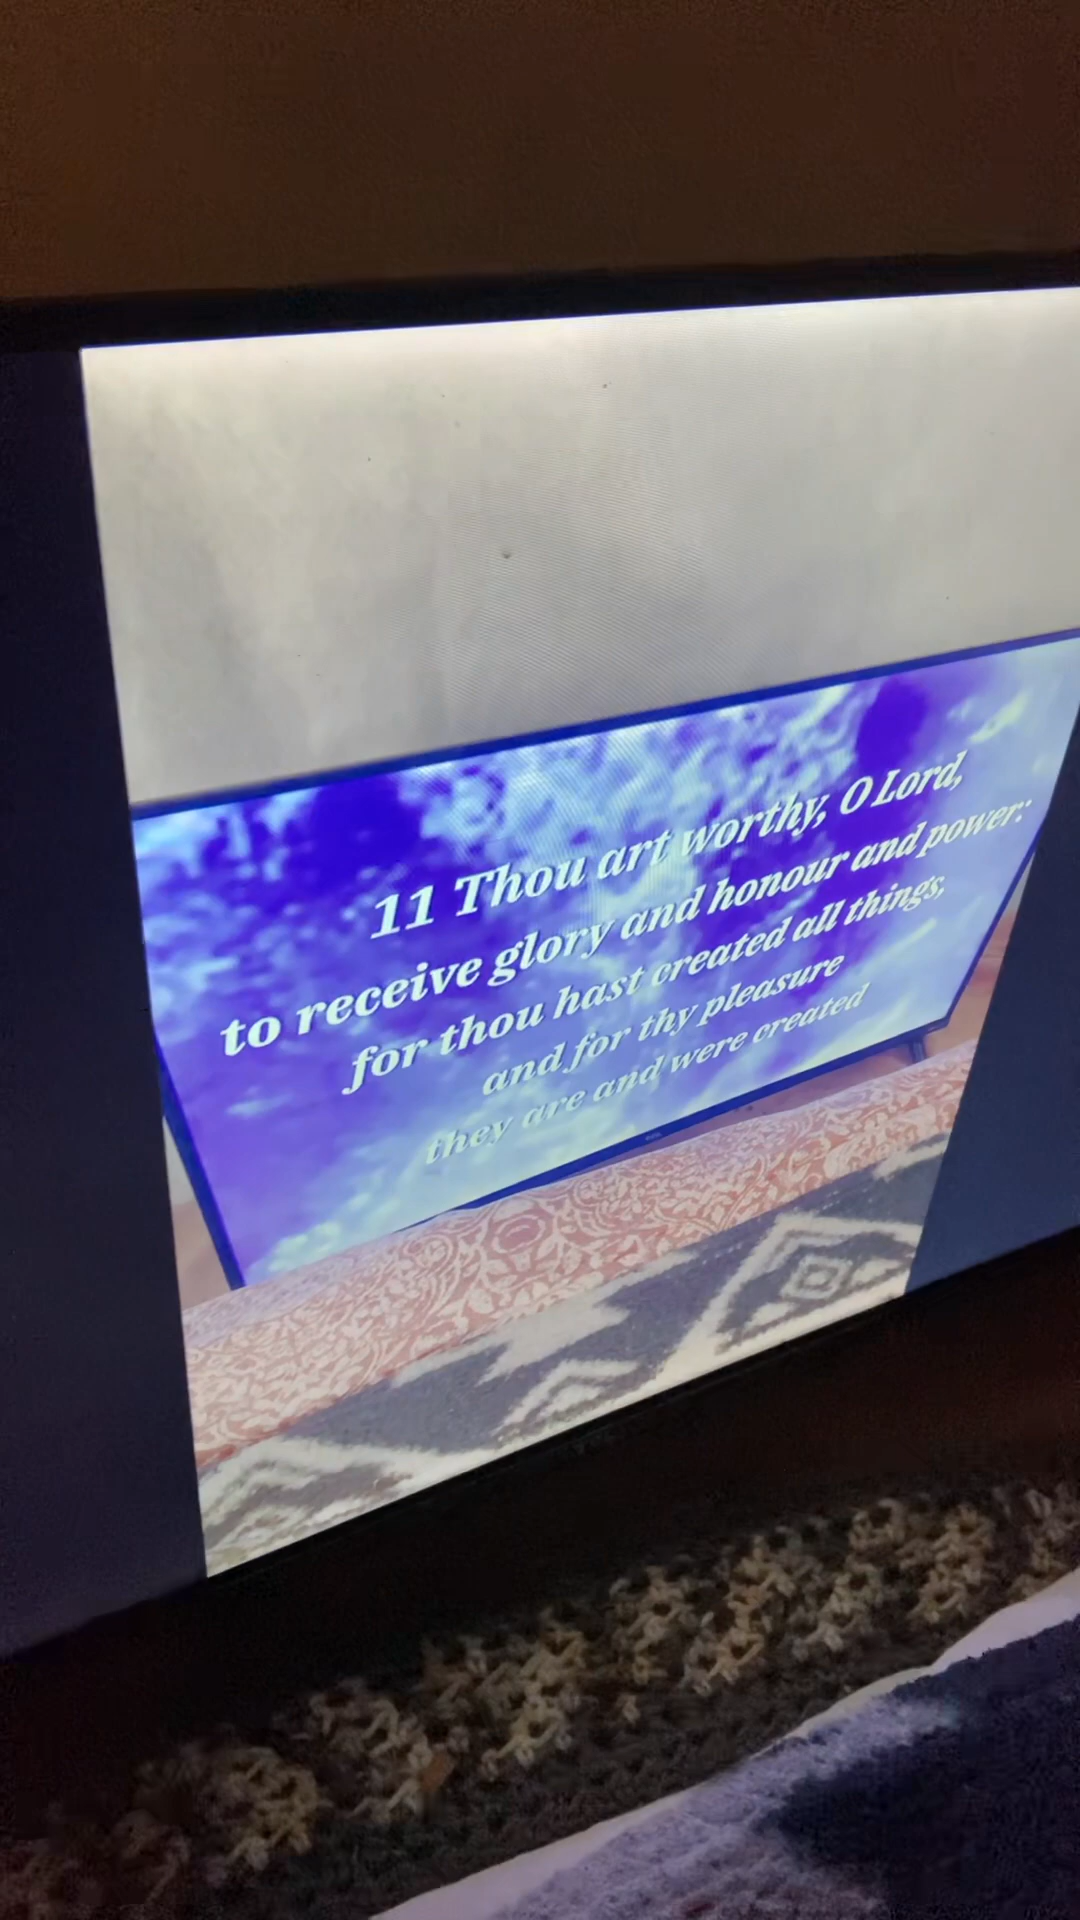 11 Thou art worthy, O Lord,
to receive glory and honour and power:
for thou hast created all things,
and for thy pleasure
they are and were created